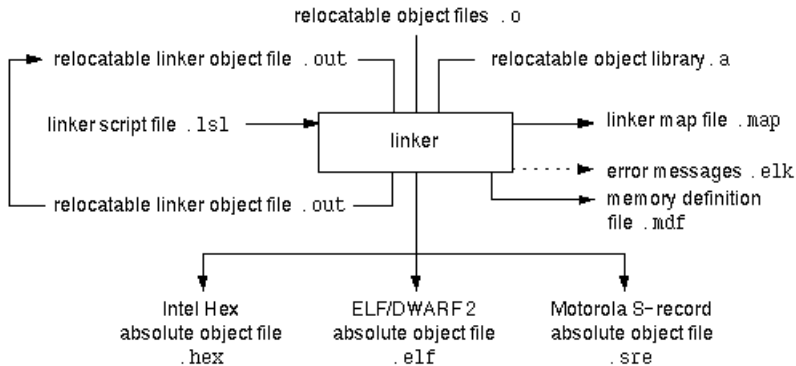 relocatable object files .o
relocatable linker object file .out
relocatable object library .a
linker script file .lsl
linker
linker map file .map
error messages .elk
relocatable linker object file .out
memory definition
file .mdf
Intel Hex
absolute object file
.hex
ELF/DWARF 2
absolute object file
.elf
Motorola S-record
absolute object file
.sre